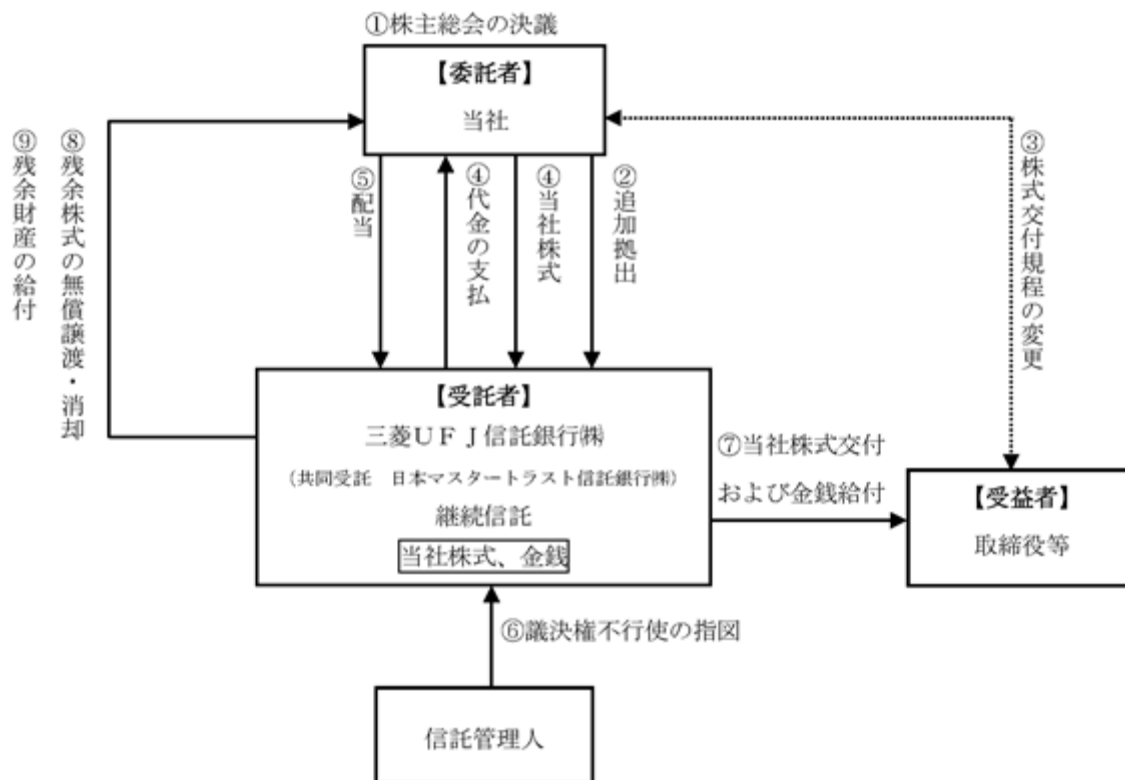 ①株主総会の決議
【委託者】
当社
⑨残余財産の給付
⑧残余株式の無償譲渡・消却
⑤配当
④代金の支払
④当社株式
②追加拠出
③株式交付規程の変更
【受託者】
三菱UFJ信託銀行㈱
(共同受託　日本マスタートラスト信託銀行㈱)
継続信託
当社株式、金銭
⑦当社株式交付
および金銭給付
【受益者】
取締役等
⑥議決権不行使の指図
信託管理人